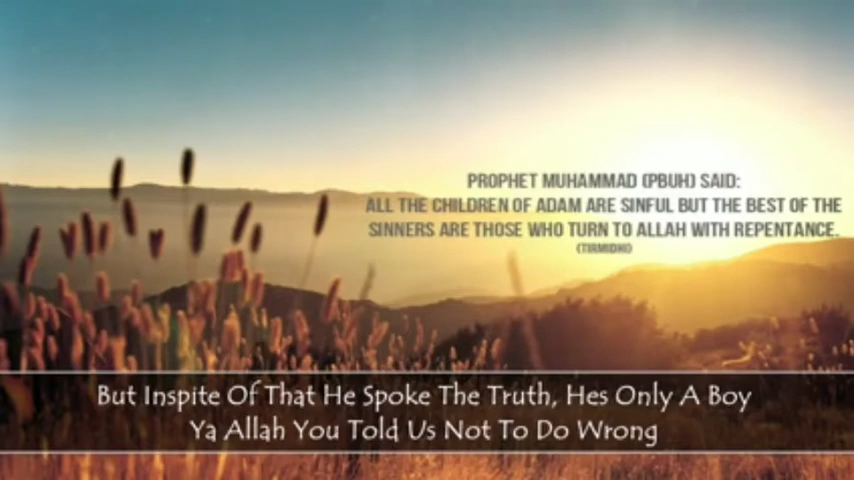 PROPHET MUHAMMAD (PBUH) SAID:
ALL THE CHILDREN OF ADAM ARE SINFUL BUT THE BEST OF THE
SINNERS ARE THOSE WHO TURN TO ALLAH WITH REPENTANCE.
(TIRMIDHI)
But Inspite Of That He Spoke The Truth, Hes Only A Boy
Ya Allah You Told Us Not To Do Wrong